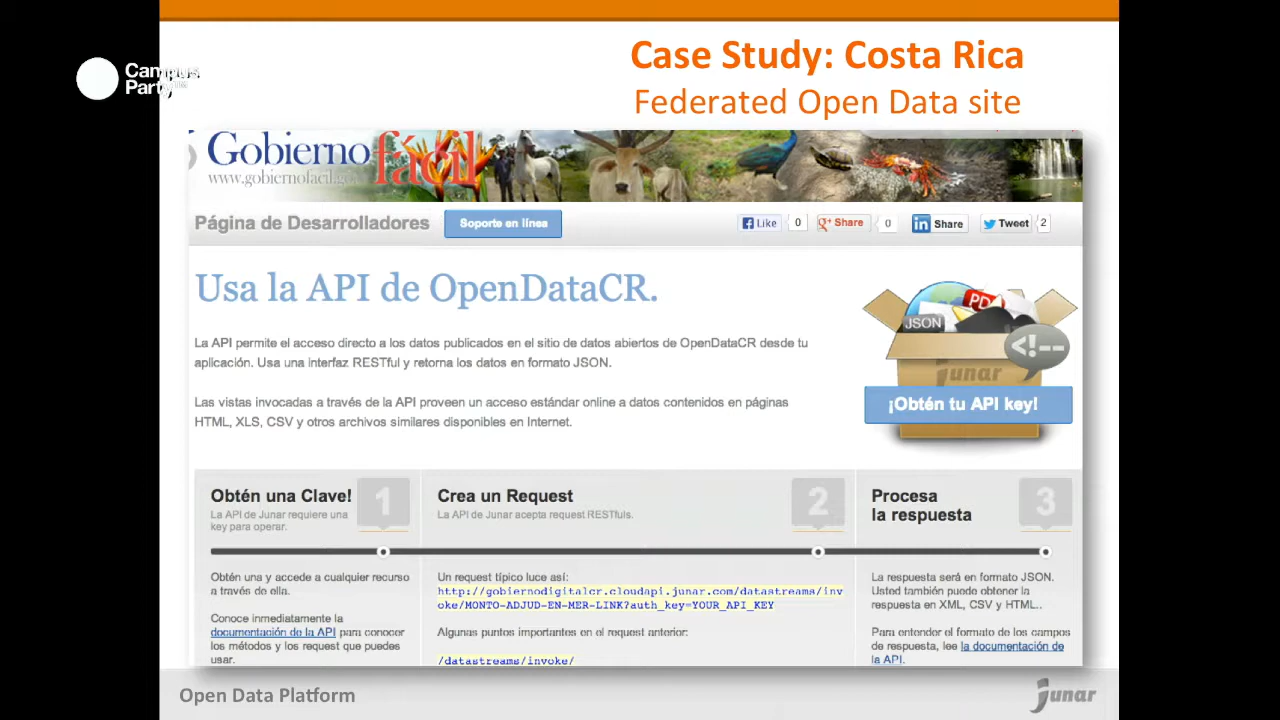 Case Study: Costa Rica
Federated Open Data site
Campus
Party
Gobierno fácil
www.gobiernofacil.go
Página de Desarrolladores
Soporte en línea
Like
0
Share
0
Share
Tweet
2
Usa la API de OpenDataCR.
La API permite el acceso directo a los datos publicados en el sitio de datos abiertos de OpenDataCR desde tu
aplicación. Usa una interfaz RESTful y retorna los datos en formato JSON.
Las vistas invocadas a través de la API proveen un acceso estándar online a datos contenidos en páginas
HTML, XLS, CSV y otros archivos similares disponibles en Internet.
JSON
PD
<!--
junar
¡Obtén tu API key!
Obtén una Clave!
1
La API de Junar requiere una
key para operar.
Obtén una y accede a cualquier recurso
a través de ella.
Conoce inmediatamente la
documentación de la API para conocer
los métodos y los request que puedes
usar.
Crea un Request
2
La API de Junar acepta request RESTfuls.
Un request típico luce así:
http://gobiernodigitalcr.cloudapi.junar.com/datastreams/inv
oke/MONTO-ADJUD-EN-MER-LINK?auth_key=YOUR_API_KEY
Algunas puntos importantes en el request anterior:
/datastreams/invoke/
Procesa
la respuesta
3
La respuesta será en formato JSON.
Usted también puede obtener la
respuesta en XML, CSV y HTML..
Para entender el formato de los campos
de respuesta, lee la documentación de
la API.
Open Data Platform
junar